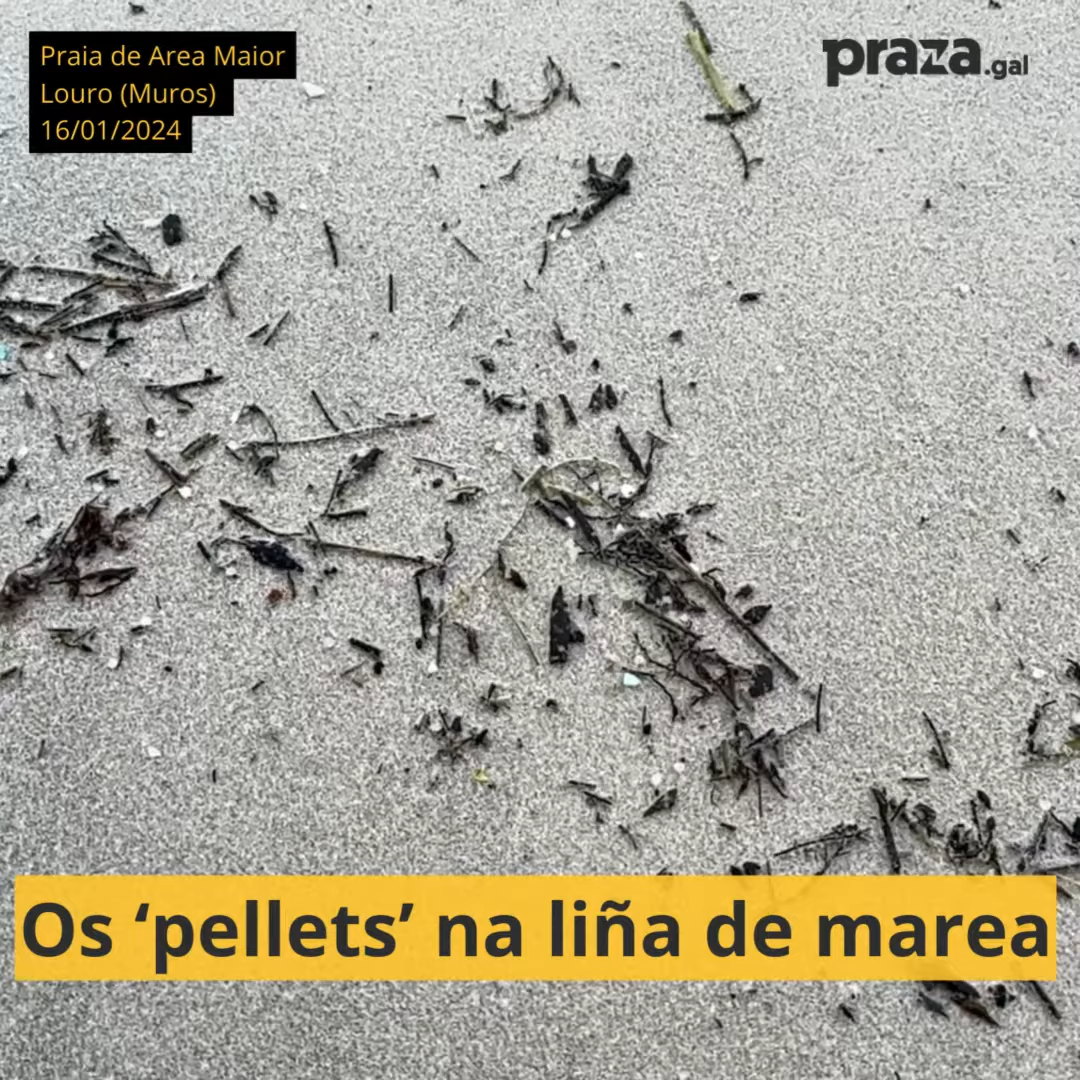 Praia de Area Maior
Louro (Muros)
16/01/2024
praza.gal
Os ‘pellets’ na liña de marea